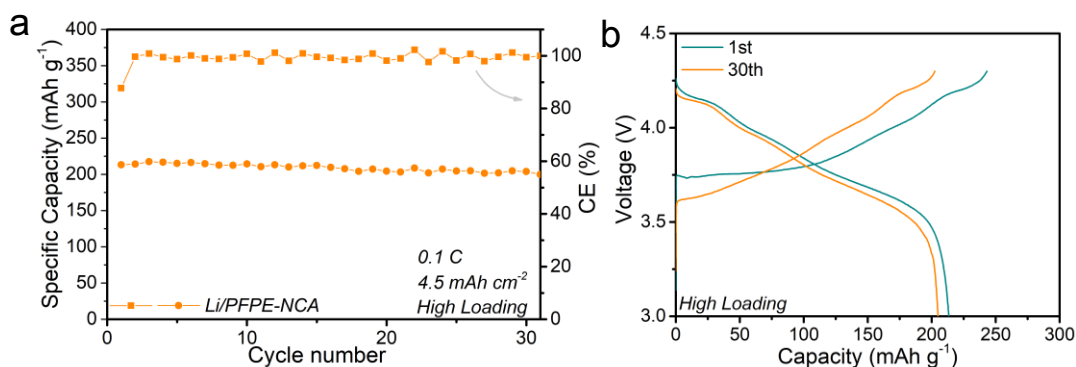 a
400
350
300
250
200
150
100
50
0
Specific Capacity (mAh g⁻¹)
0
10
20
30
Cycle number
100
80
60
40
20
0
CE (%)
0.1 C
4.5 mAh cm⁻²
High Loading
Li/PFPE-NCA
b
1st
30th
4.5
4.0
3.5
3.0
Voltage (V)
High Loading
0
50
100
150
200
250
300
Capacity (mAh g⁻¹)